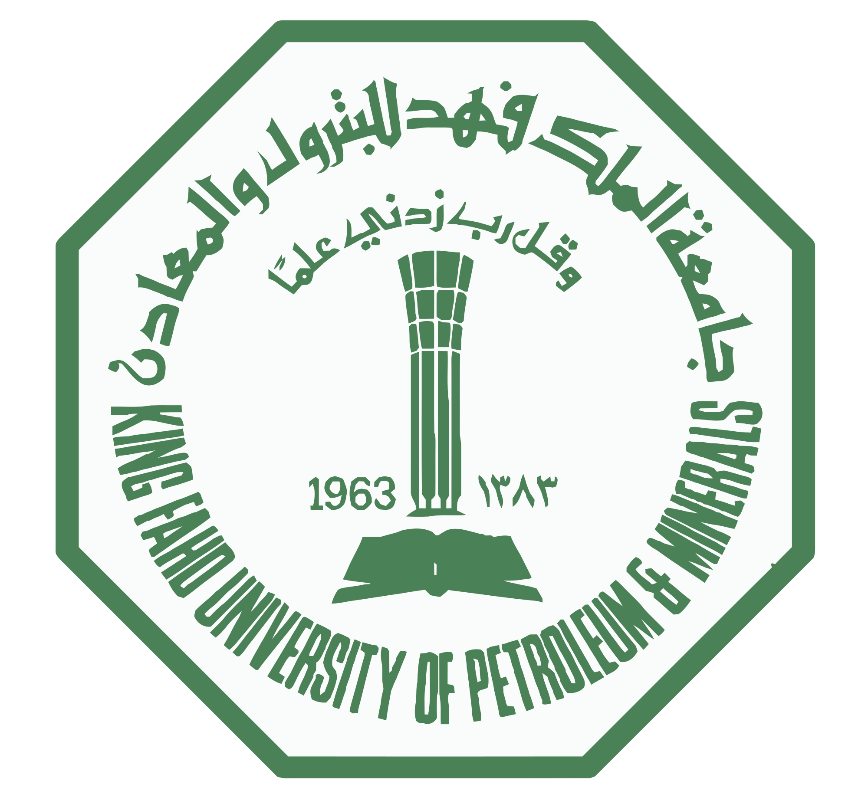 جامعة الملك فهد للبترول والمعادن
وقل رب زدني علما
1963
١٣٨٣
KING FAHD UNIVERSITY OF PETROLEUM & MINERALS